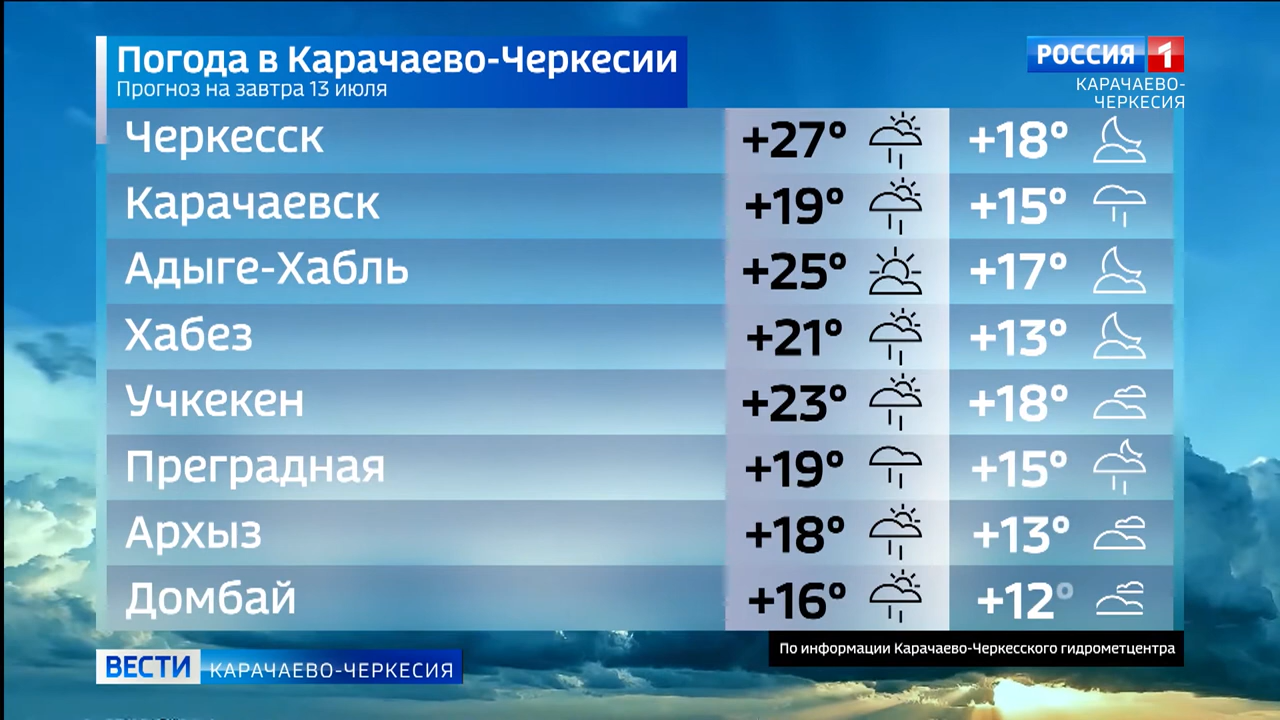 Погода в Карачаево-Черкесии
Прогноз на завтра 13 июля
РОССИЯ 1
КАРАЧАЕВО-
ЧЕРКЕСИЯ
Черкесск +27° +18°
Карачаевск +19° +15°
Адыге-Хабль +25° +17°
Хабез +21° +13°
Учкекен +23° +18°
Преградная +19° +15°
Архыз +18° +13°
Домбай +16° +12°
По информации Карачаево-Черкесского гидрометцентра
ВЕСТИ КАРАЧАЕВО-ЧЕРКЕСИЯ